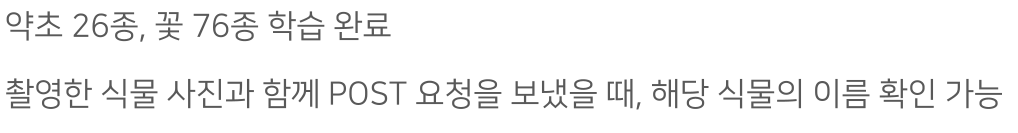 약초 26종, 꽃 76종 학습 완료
촬영한 식물 사진과 함께 POST 요청을 보냈을 때, 해당 식물의 이름 확인 가능